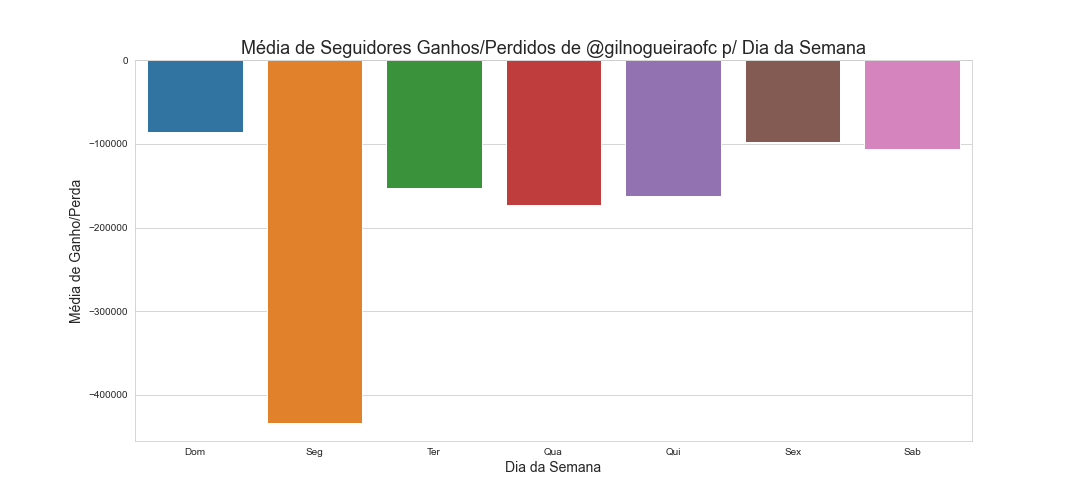 Média de Seguidores Ganhos/Perdidos de @gilnogueiraofc p/ Dia da Semana
0
−100000
−200000
−300000
−400000
Média de Ganho/Perda
Dom Seg Ter Qua Qui Sex Sab
Dia da Semana